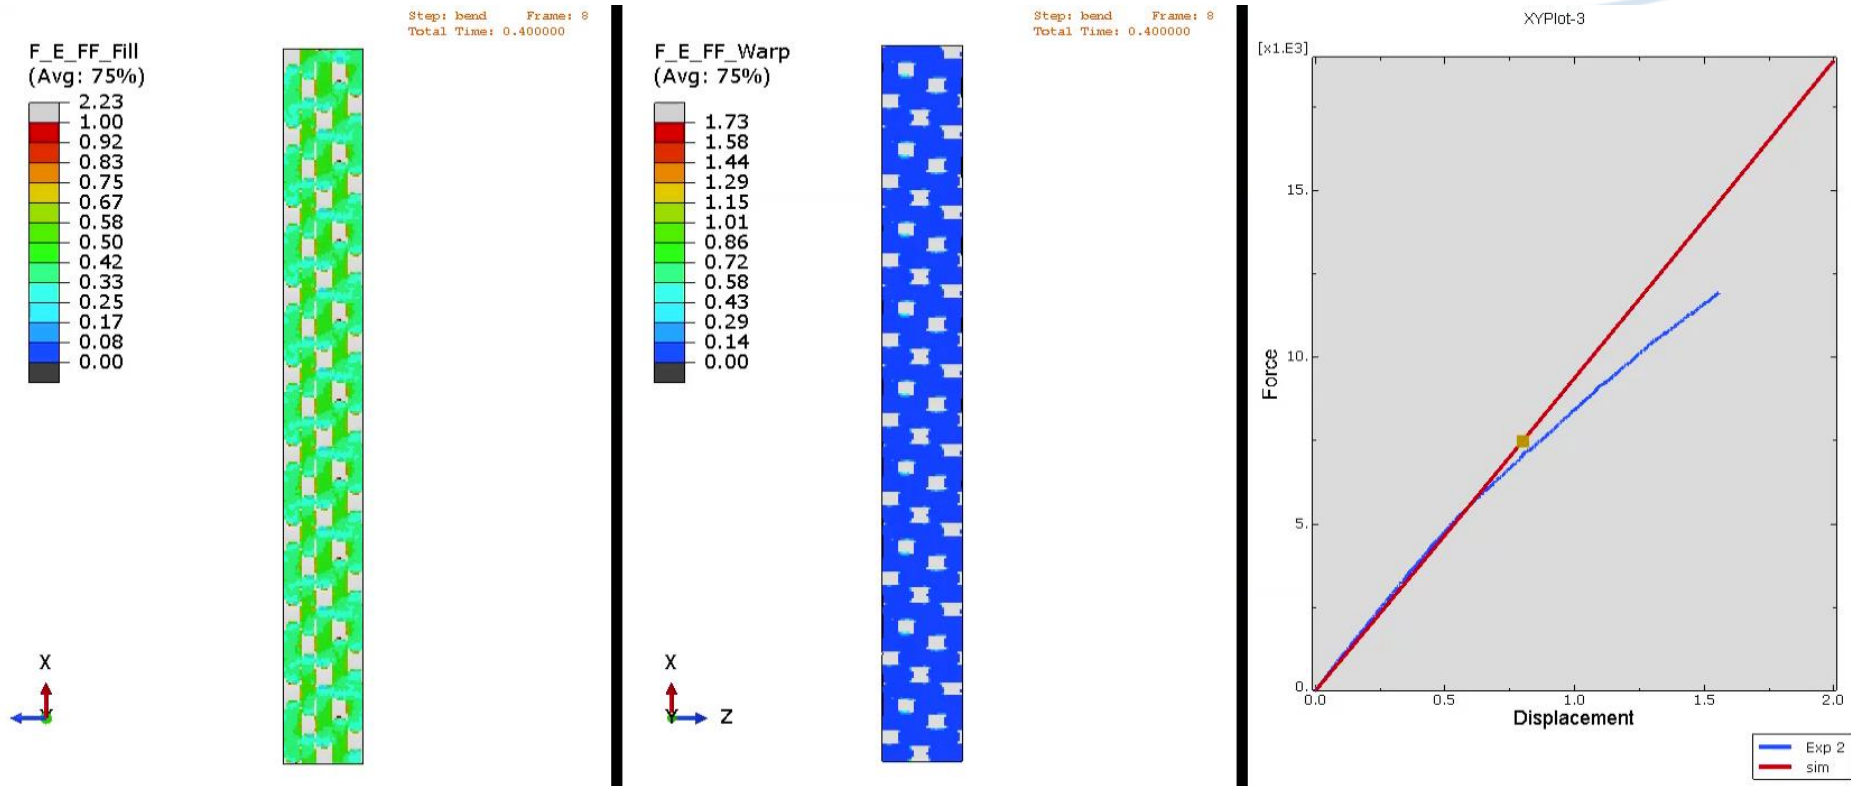 Step: bend Frame: 8
Total Time: 0.400000
F_E_FF_Fill
(Avg: 75%)
2.23
1.00
0.92
0.83
0.75
0.67
0.58
0.50
0.42
0.33
0.25
0.17
0.08
0.00
X
Y
Step: bend Frame: 8
Total Time: 0.400000
F_E_FF_Warp
(Avg: 75%)
1.73
1.58
1.44
1.29
1.15
1.01
0.86
0.72
0.58
0.43
0.29
0.14
0.00
X
Y Z
XYPlot-3
[x1.E3]
15.
10.
5.
0.
Force
0.0 0.5 1.0 1.5 2.0
Displacement
Exp 2
sim